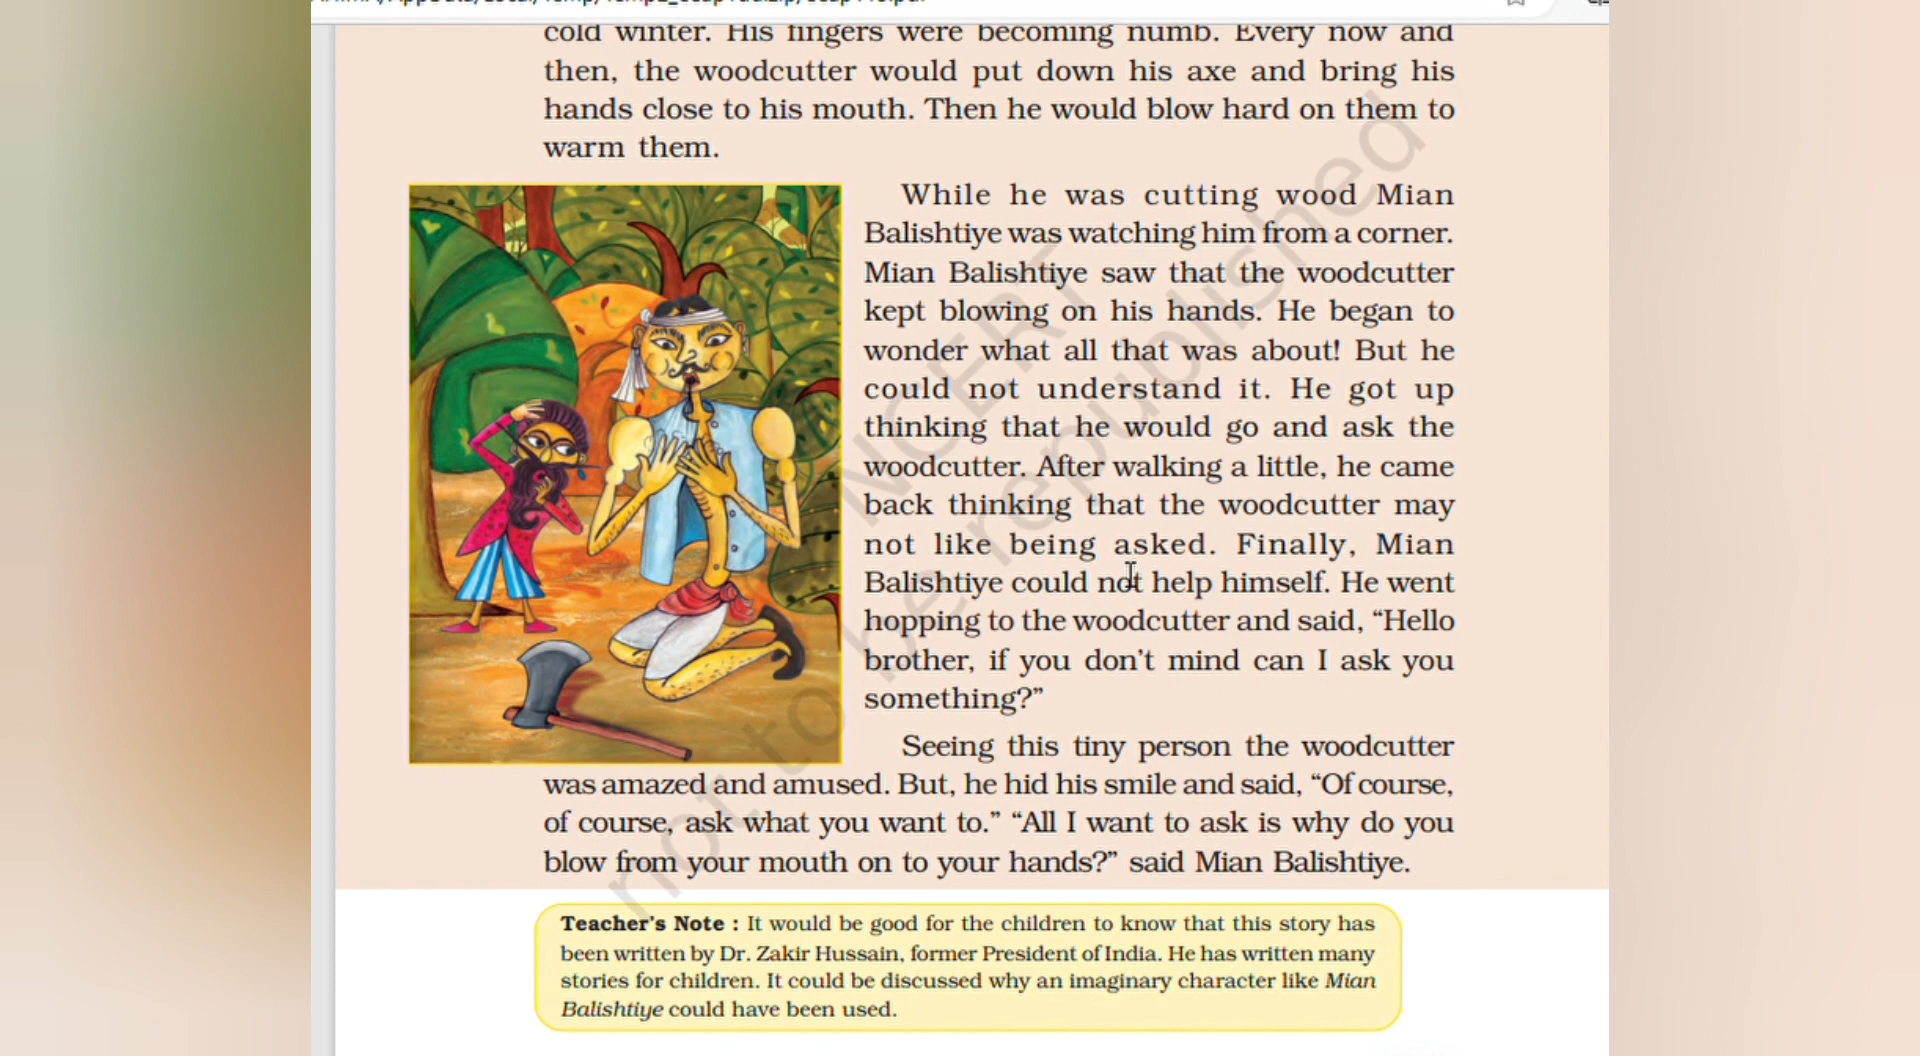 cold winter. His fingers were becoming numb. Every now and
then, the woodcutter would put down his axe and bring his
hands close to his mouth. Then he would blow hard on them to
warm them.
While he was cutting wood Mian
Balishtiye was watching him from a corner.
Mian Balishtiye saw that the woodcutter
kept blowing on his hands. He began to
wonder what all that was about! But he
could not understand it. He got up
thinking that he would go and ask the
woodcutter. After walking a little, he came
back thinking that the woodcutter may
not like being asked. Finally, Mian
Balishtiye could not help himself. He went
hopping to the woodcutter and said, “Hello
brother, if you don’t mind can I ask you
something?”
Seeing this tiny person the woodcutter
was amazed and amused. But, he hid his smile and said, “Of course,
of course, ask what you want to.” “All I want to ask is why do you
blow from your mouth on to your hands?” said Mian Balishtiye.
Teacher’s Note : It would be good for the children to know that this story has
been written by Dr. Zakir Hussain, former President of India. He has written many
stories for children. It could be discussed why an imaginary character like Mian
Balishtiye could have been used.
NCERT
not to be republished